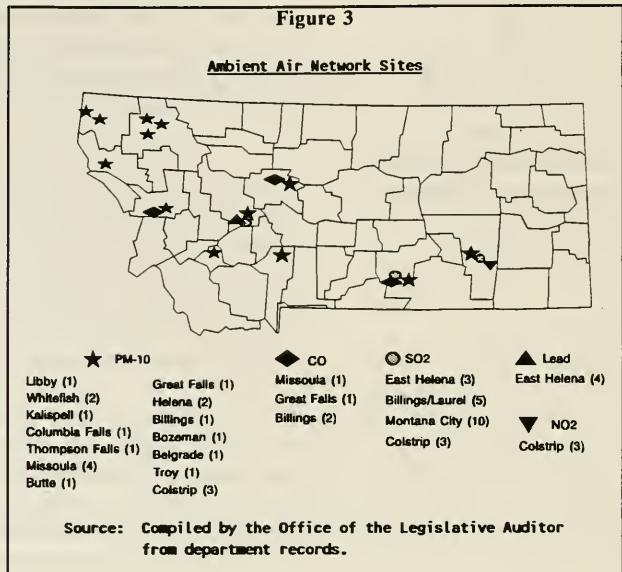 Figure 3
Ambient Air Network Sites
PM-10
Libby (1)
Whitefish (2)
Kalispell (1)
Columbia Falls (1)
Thompson Falls (1)
Missoula (4)
Butte (1)
Great Falls (1)
Helena (2)
Billings (1)
Bozeman (1)
Belgrade (1)
Troy (1)
Colstrip (3)
CO
Missoula (1)
Great Falls (1)
Billings (2)
SO2
East Helena (3)
Billings/Laurel (5)
Montana City (10)
Colstrip (3)
Lead
East Helena (4)
NO2
Colstrip (3)
Source: Compiled by the Office of the Legislative Auditor
from department records.